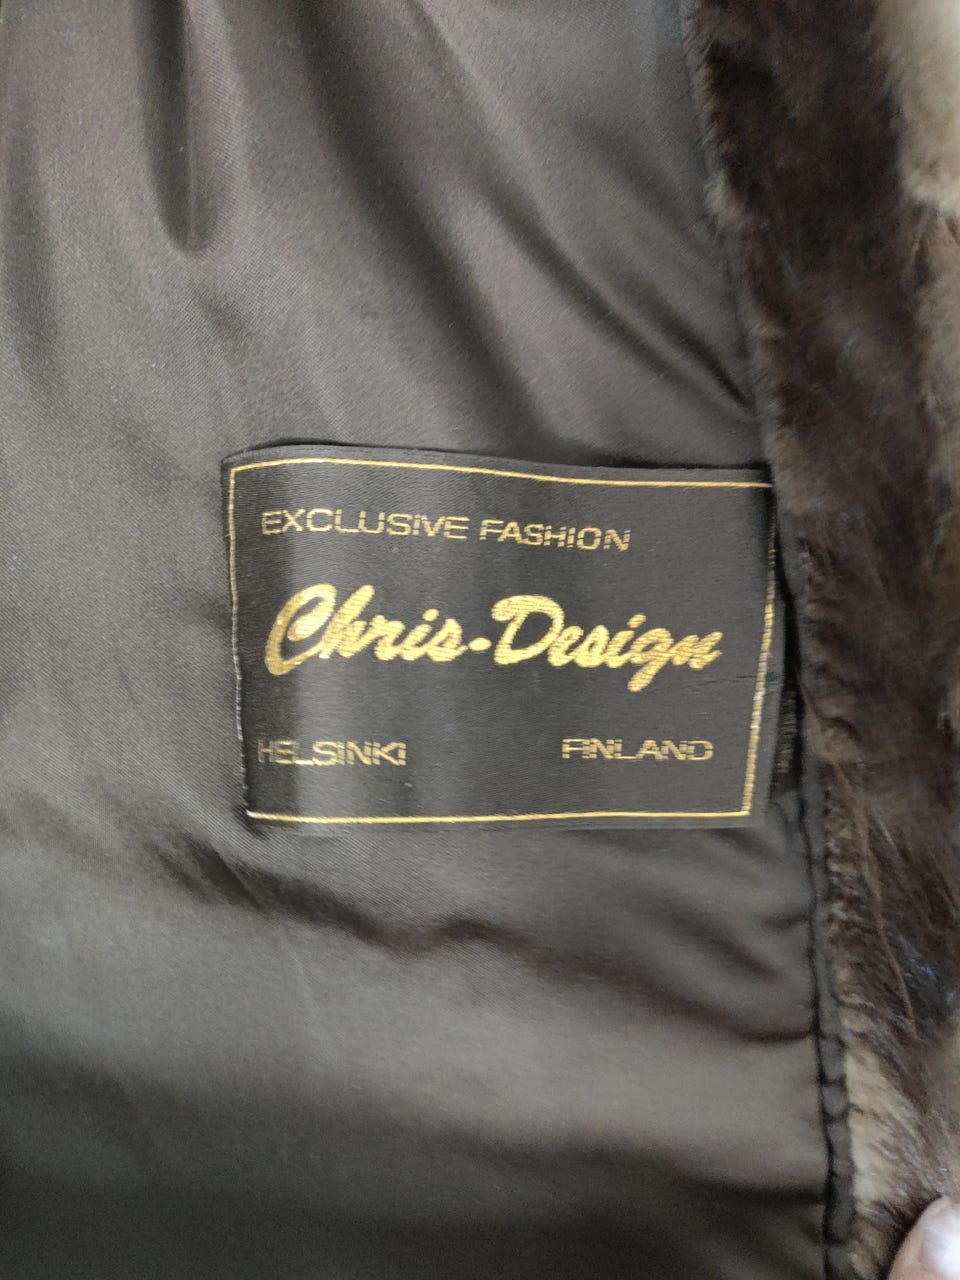 EXCLUSIVE FASHION
Chris-Design
HELSINKI FINLAND